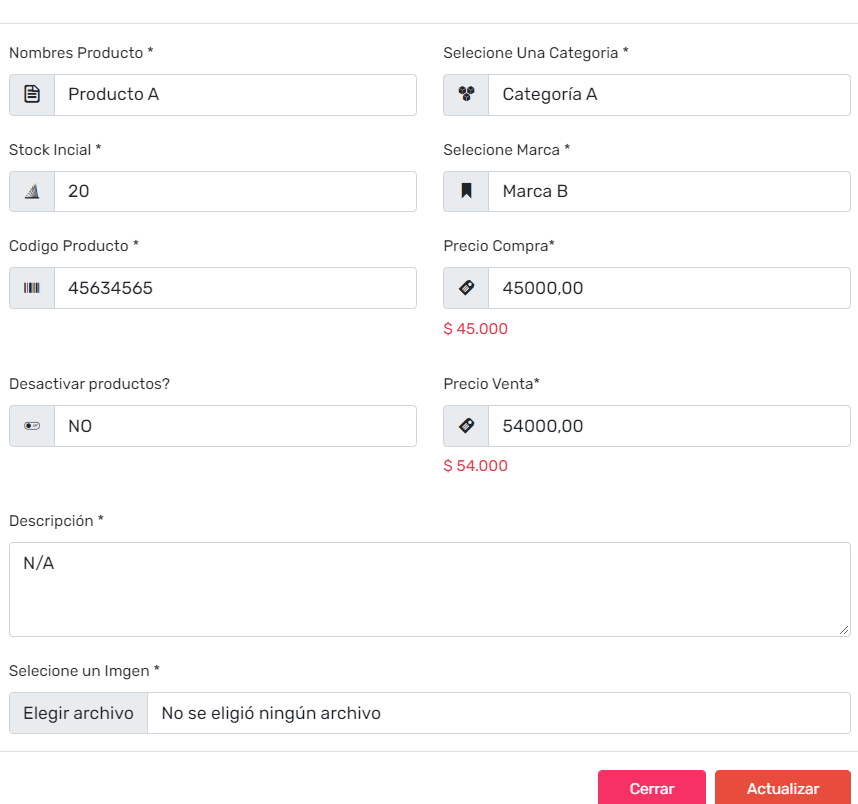 Nombres Producto *
Selecione Una Categoria *
Producto A
Categoría A
Stock Incial *
Selecione Marca *
20
Marca B
Codigo Producto *
Precio Compra*
45634565
45000,00
$ 45.000
Desactivar productos?
Precio Venta*
NO
54000,00
$ 54.000
Descripción *
N/A
Selecione un Imgen *
Elegir archivo
No se eligió ningún archivo
Cerrar
Actualizar